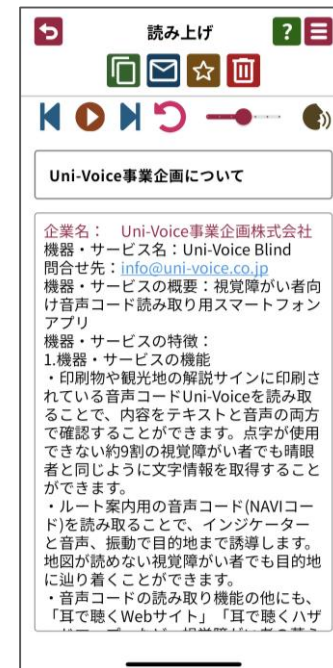 読み上げ
?
Uni-Voice事業企画について
企業名： Uni-Voice事業企画株式会社
機器・サービス名：Uni-Voice Blind
問合せ先：info@uni-voice.co.jp
機器・サービスの概要：視覚障がい者向
け音声コード読み取り用スマートフォン
アプリ
機器・サービスの特徴：
1.機器・サービスの機能
・印刷物や観光地の解説サインに印刷さ
れている音声コードUni-Voiceを読み取
ることで、内容をテキストと音声の両方
で確認することができます。点字が使用
できない約9割の視覚障がい者でも晴眼
者と同じように文字情報を取得すること
ができます。
・ルート案内用の音声コード(NAVIコー
ド)を読み取ることで、インジケーター
と音声、振動で目的地まで誘導します。
地図が読めない視覚障がい者でも目的地
に辿り着くことができます。
・音声コードの読み取り機能の他にも、
「耳で聴くWebサイト」「耳で聴くハザ